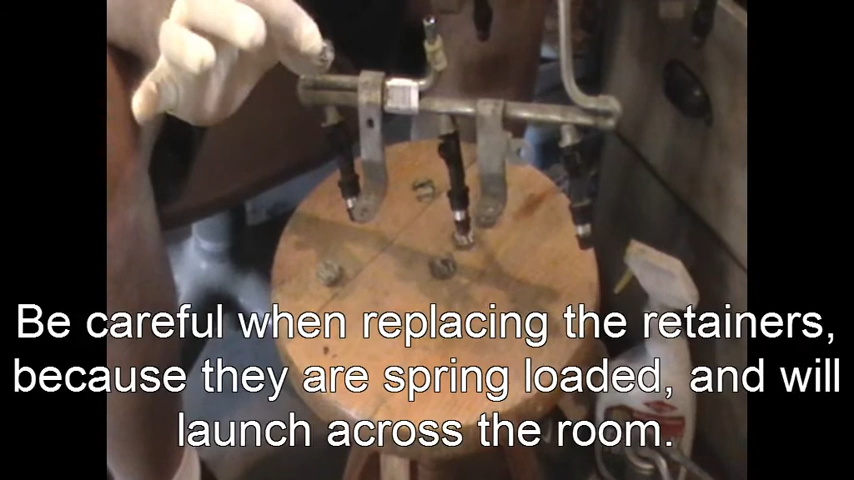 Be careful when replacing the retainers,
because they are spring loaded, and will
launch across the room.